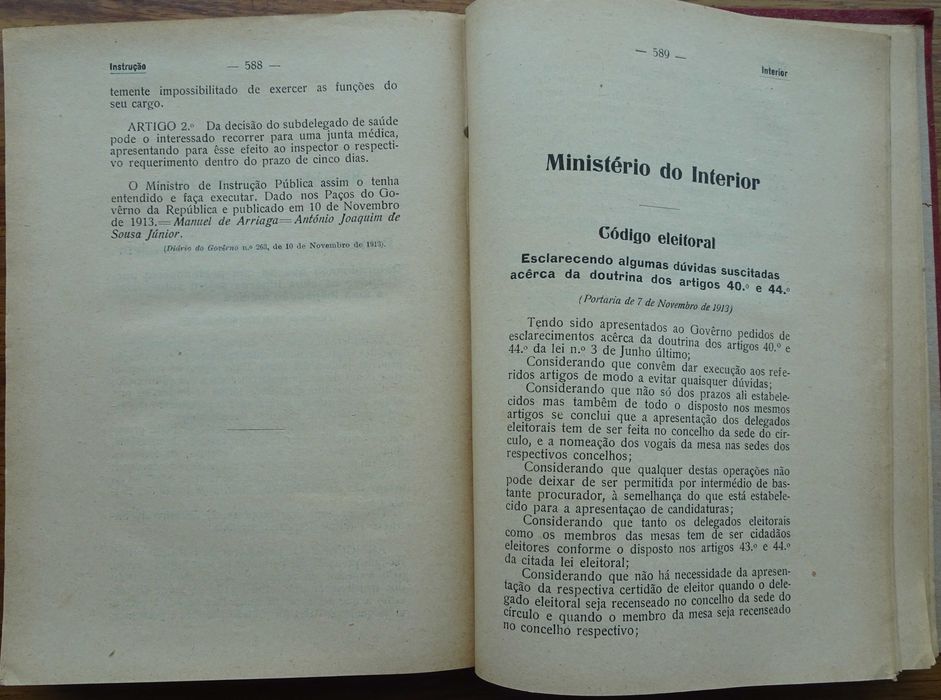 Instrução
— 588 —
temente impossibilitado de exercer as funções do
seu cargo.
ARTIGO 2.º Da decisão do subdelegado de saúde
pode o interessado recorrer para uma junta médica,
apresentando para êsse efeito ao inspector o respecti-
vo requerimento dentro do prazo de cinco dias.
O Ministro de Instrução Pública assim o tenha
entendido e faça executar. Dado nos Paços do Go-
vêrno da República e publicado em 10 de Novembro
de 1913.=Manuel de Arriaga=António Joaquim de
Sousa Júnior.
(Diário do Govêrno n.º 263, de 10 de Novembro de 1913).
— 589 —
Interior
Ministério do Interior
Código eleitoral
Esclarecendo algumas dúvidas suscitadas
acêrca da doutrina dos artigos 40.º e 44.º
(Portaria de 7 de Novembro de 1913)
Tendo sido apresentados ao Govêrno pedidos de
esclarecimentos acêrca da doutrina dos artigos 40.º e
44.º da lei n.º 3 de Junho último;
Considerando que convêm dar execução aos refe-
ridos artigos de modo a evitar quaisquer dúvidas;
Considerando que não só dos prazos ali estabele-
cidos mas também de todo o disposto nos mesmos
artigos se conclui que a apresentação dos delegados
eleitorais tem de ser feita no concelho da sede do cir-
culo, e a nomeação dos vogais da mesa nas sedes dos
respectivos concelhos;
Considerando que qualquer destas operações não
pode deixar de ser permitida por intermédio de bas-
tante procurador, à semelhança do que está estabele-
cido para a apresentaçao de candidaturas;
Considerando que tanto os delegados eleitorais
como os membros das mesas tem de ser cidadãos
eleitores conforme o disposto nos artigos 43.º e 44.º
da citada lei eleitoral;
Considerando que não há necessidade da apresen-
tação da respectiva certidão de eleitor quando o dele-
gado eleitoral seja recenseado no concelho da sede do
círculo e quando o membro da mesa seja recenseado
no concelho respectivo;